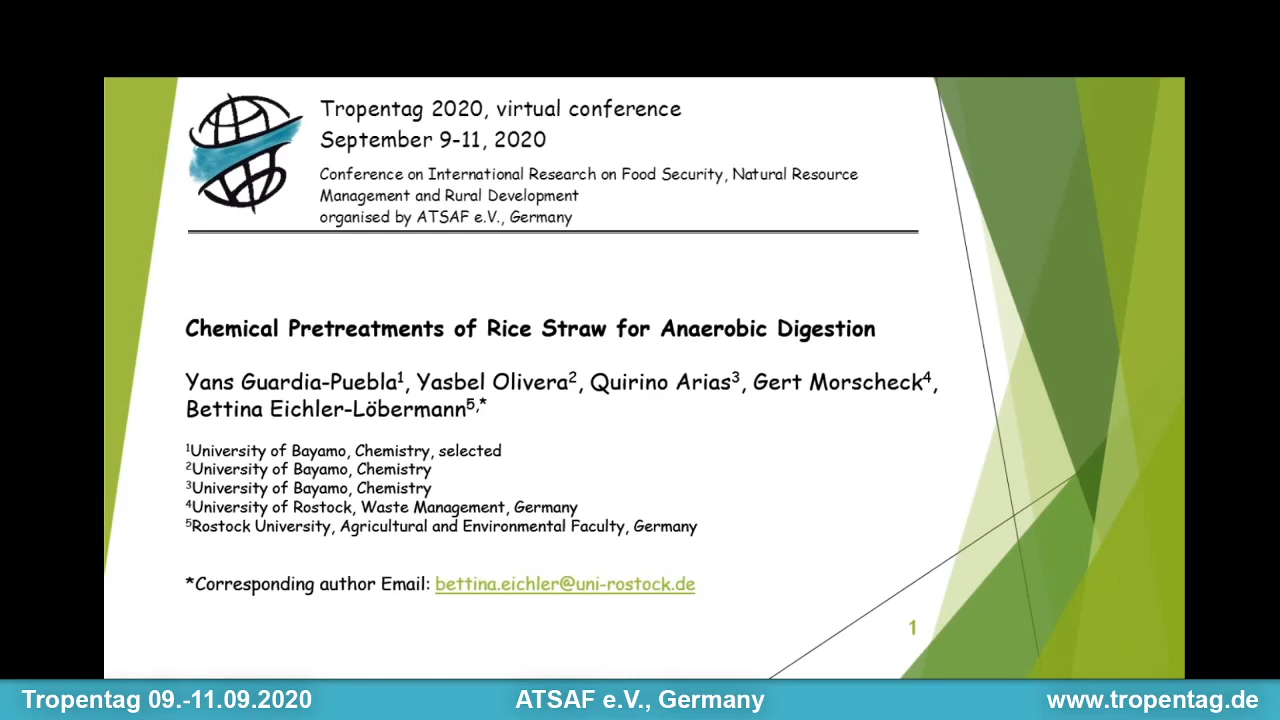 Tropentag 2020, virtual conference
September 9-11, 2020
Conference on International Research on Food Security, Natural Resource
Management and Rural Development
organised by ATSAF e.V., Germany
Chemical Pretreatments of Rice Straw for Anaerobic Digestion
Yans Guardia-Puebla¹, Yasbel Olivera², Quirino Arias³, Gert Morscheck⁴,
Bettina Eichler-Löbermann⁵,*
¹University of Bayamo, Chemistry, selected
²University of Bayamo, Chemistry
³University of Bayamo, Chemistry
⁴University of Rostock, Waste Management, Germany
⁵Rostock University, Agricultural and Environmental Faculty, Germany
*Corresponding author Email: bettina.eichler@uni-rostock.de
1
Tropentag 09.-11.09.2020 ATSAF e.V., Germany www.tropentag.de